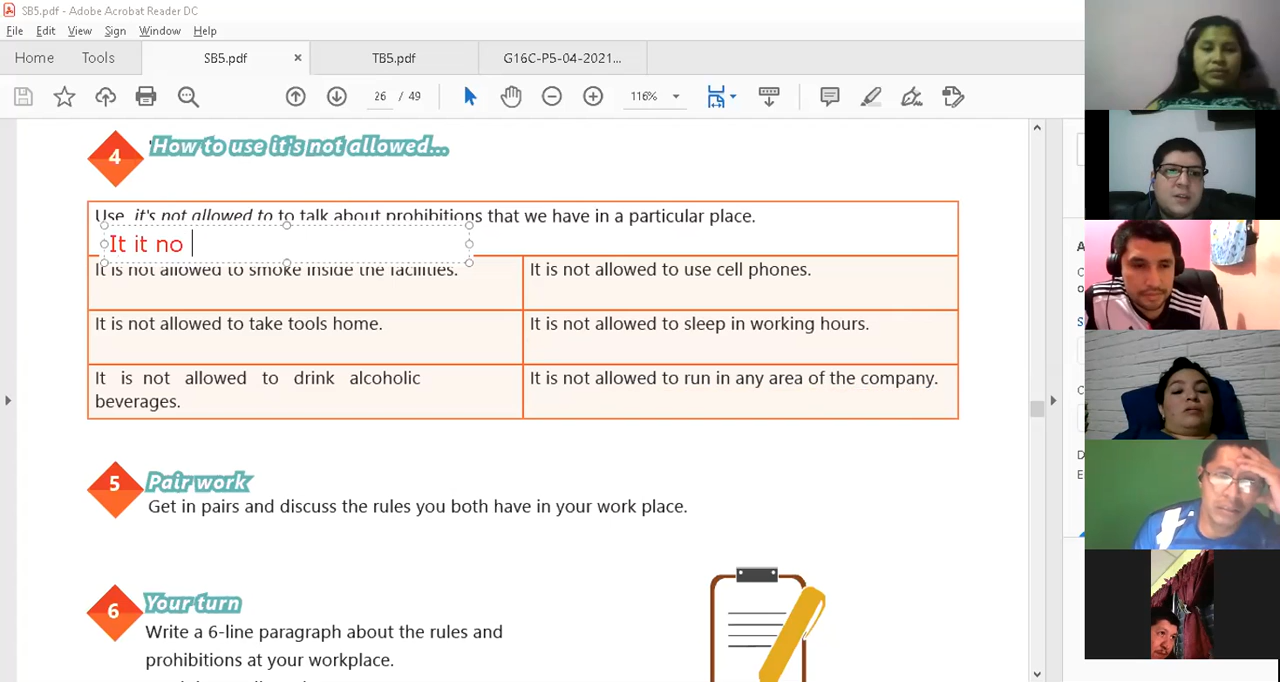 SB5.pdf - Adobe Acrobat Reader DC
File Edit View Sign Window Help
Home Tools SB5.pdf × TB5.pdf G16C-P5-04-2021...
26 / 49 116%
4 How to use it's not allowed...
Use it's not allowed to to talk about prohibitions that we have in a particular place.
It it no
It is not allowed to smoke inside the facilities.
It is not allowed to use cell phones.
It is not allowed to take tools home.
It is not allowed to sleep in working hours.
It is not allowed to drink alcoholic
beverages.
It is not allowed to run in any area of the company.
5 Pair work
Get in pairs and discuss the rules you both have in your work place.
6 Your turn
Write a 6-line paragraph about the rules and
prohibitions at your workplace.